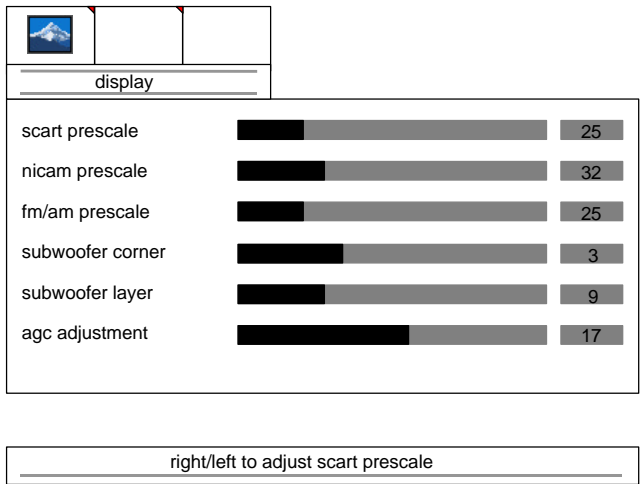 display
scart prescale 25
nicam prescale 32
fm/am prescale 25
subwoofer corner 3
subwoofer layer 9
agc adjustment 17
right/left to adjust scart prescale